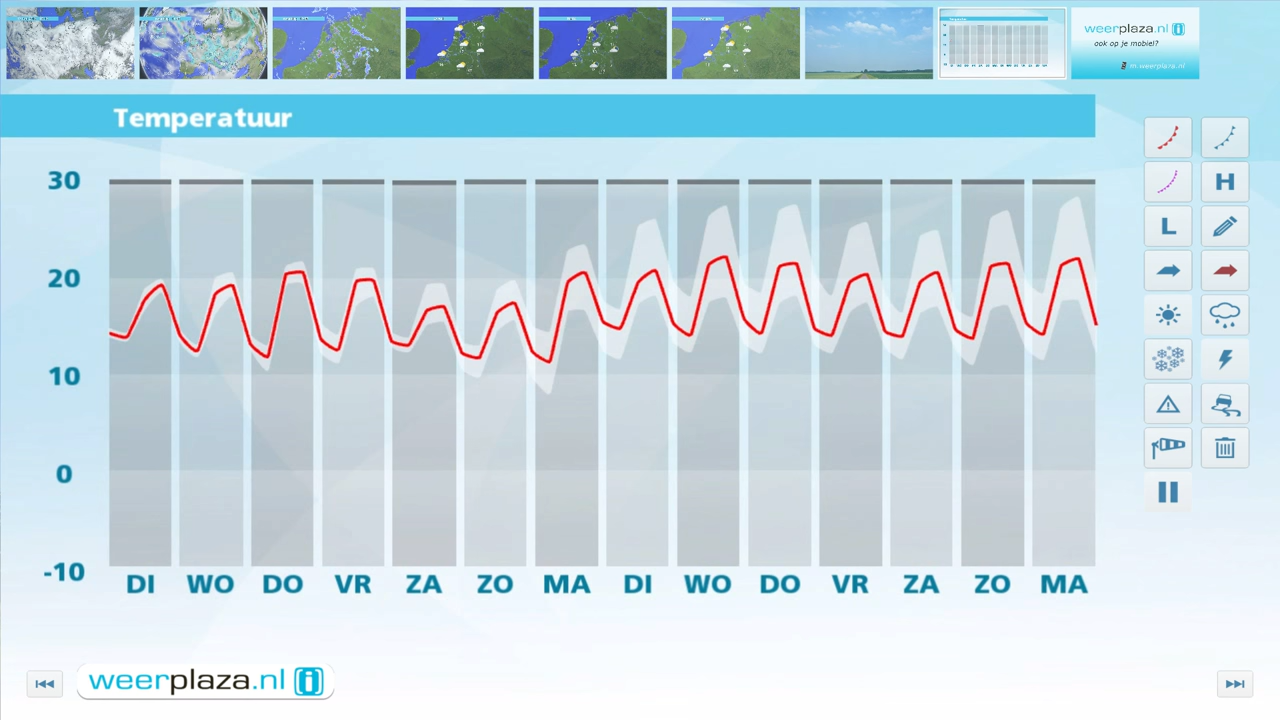 weerplaza.nl i
ook op je mobiel?
m.weerplaza.nl
Temperatuur
30
20
10
0
-10
DI WO DO VR ZA ZO MA DI WO DO VR ZA ZO MA
H
L
weerplaza.nl i